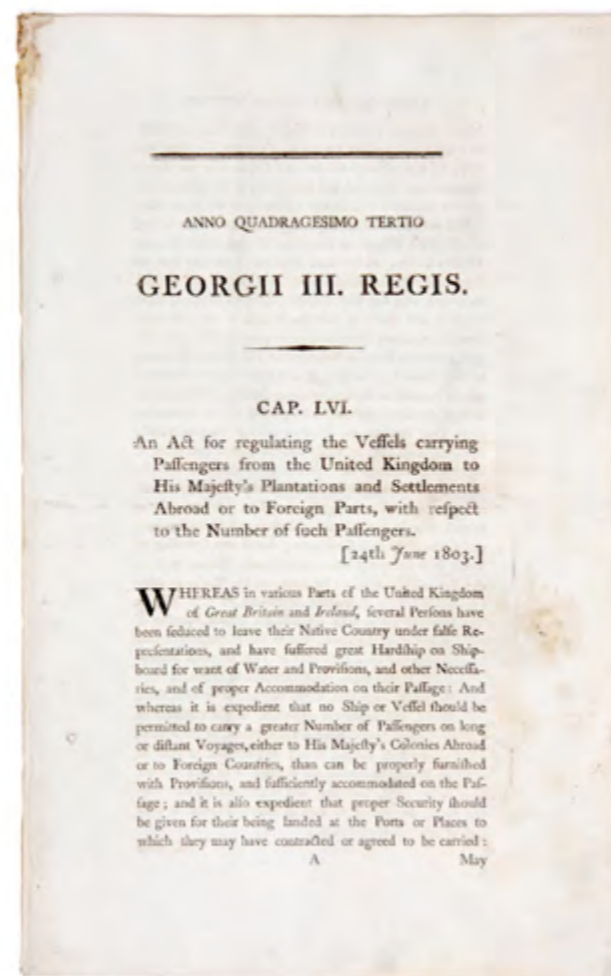 ANNO QUADRAGESIMO TERTIO
GEORGII III. REGIS.
CAP. LVI.
An Act for regulating the Veſſels carrying
Paſſengers from the United Kingdom to
His Majeſty's Plantations and Settlements
Abroad or to Foreign Parts, with reſpect
to the Number of ſuch Paſſengers.
[24th June 1803.]
WHEREAS in various Parts of the United Kingdom
of Great Britain and Ireland, ſeveral Perſons have
been ſeduced to leave their Native Country under falſe Re-
preſentations, and have ſuffered great Hardſhip on Ship-
board for want of Water and Proviſions, and other Neceſſa-
ries, and of proper Accommodation on their Paſſage: And
whereas it is expedient that no Ship or Veſſel ſhould be
permitted to carry a greater Number of Paſſengers on long
or diſtant Voyages, either to His Majeſty's Colonies Abroad
or to Foreign Countries, than can be properly furniſhed
with Proviſions, and ſufficiently accommodated on the Paſ-
ſage; and it is alſo expedient that proper Security ſhould
be given for their being landed at the Ports or Places to
which they may have contracted or agreed to be carried:
A May